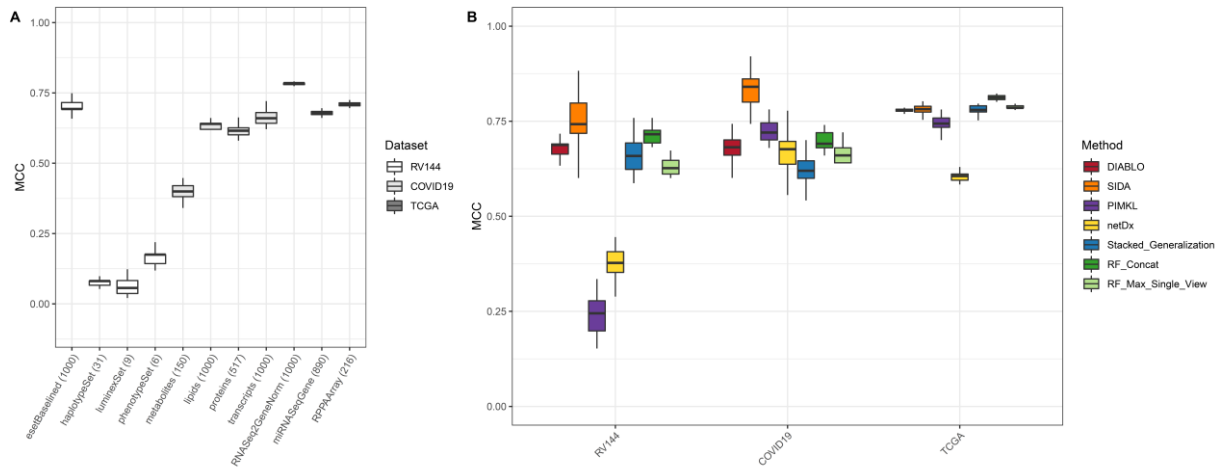 A
1.00
0.75
0.50
0.25
0.00
MCC
esetBaselined (1000)
haplotypeSet (31)
luminexSet (9)
phenotypeSet (6)
metabolites (150)
lipids (1000)
proteins (517)
transcripts (1000)
RNASeq2GeneNorm (1000)
miRNASeqGene (890)
RPPAArray (216)
Dataset
RV144
COVID19
TCGA
B
1.00
0.75
0.50
0.25
0.00
MCC
RV144
COVID19
TCGA
Method
DIABLO
SIDA
PIMKL
netDx
Stacked_Generalization
RF_Concat
RF_Max_Single_View